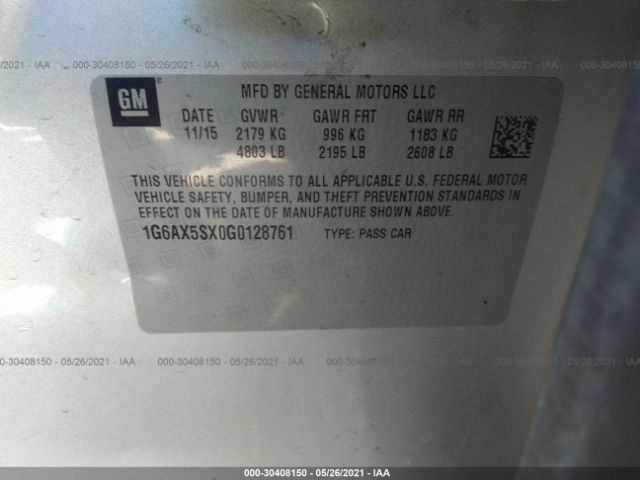 000-30408150 - 05/26/2021 - IAA
GM
MFD BY GENERAL MOTORS LLC
DATE GVWR GAWR FRT GAWR RR
11/15 2179 KG 996 KG 1183 KG
4803 LB 2195 LB 2608 LB
THIS VEHICLE CONFORMS TO ALL APPLICABLE U.S. FEDERAL MOTOR
VEHICLE SAFETY, BUMPER, AND THEFT PREVENTION STANDARDS IN
EFFECT ON THE DATE OF MANUFACTURE SHOWN ABOVE.
1G6AX5SX0G0128761 TYPE: PASS CAR
000-30408150 - 05/26/2021 - IAA
000-30408150 - 05/26/2021 - IAA